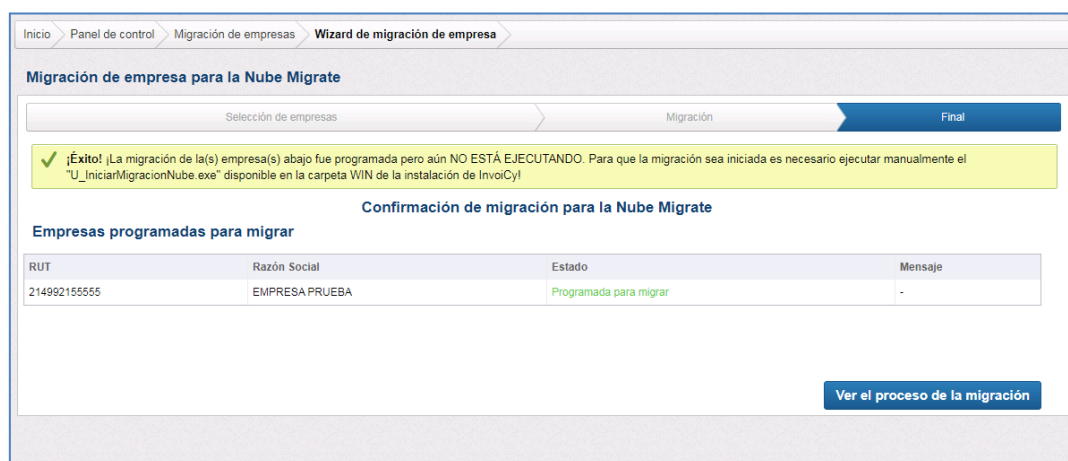 Inicio Panel de control Migración de empresas Wizard de migración de empresa
Migración de empresa para la Nube Migrate
Selección de empresas Migración Final
¡Éxito! ¡La migración de la(s) empresa(s) abajo fue programada pero aún NO ESTÁ EJECUTANDO. Para que la migración sea iniciada es necesario ejecutar manualmente el
"U_IniciarMigracionNube.exe" disponible en la carpeta WIN de la instalación de InvoiCy!
Confirmación de migración para la Nube Migrate
Empresas programadas para migrar
RUT Razón Social Estado Mensaje
214992155555 EMPRESA PRUEBA Programada para migrar -
Ver el proceso de la migración